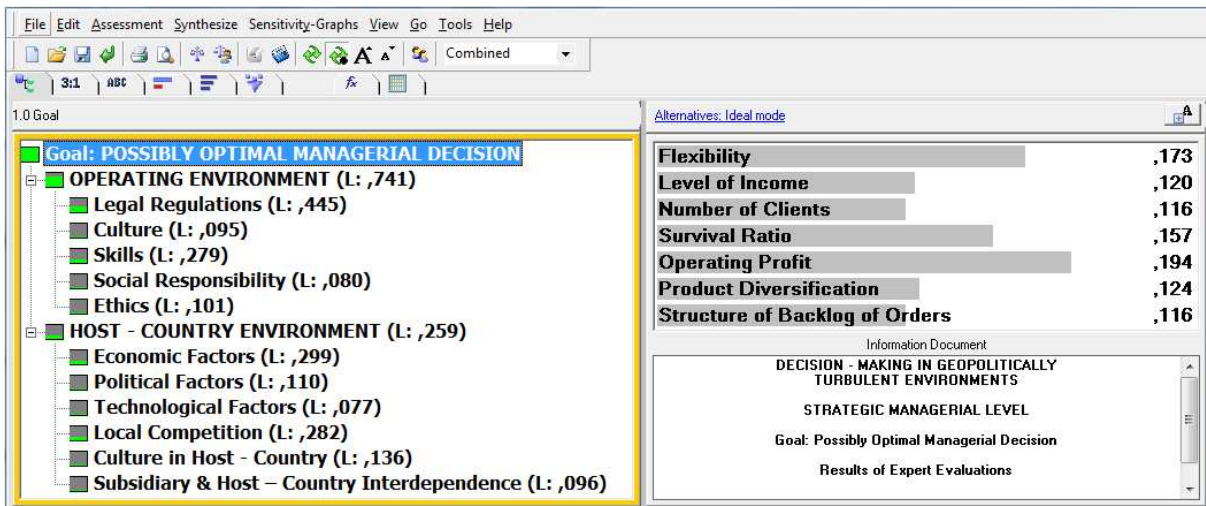 File Edit Assessment Synthesize Sensitivity-Graphs View Go Tools Help
A A Combined
3:1 ABC fx
1.0 Goal
Goal: POSSIBLY OPTIMAL MANAGERIAL DECISION
OPERATING ENVIRONMENT (L: ,741)
Legal Regulations (L: ,445)
Culture (L: ,095)
Skills (L: ,279)
Social Responsibility (L: ,080)
Ethics (L: ,101)
HOST - COUNTRY ENVIRONMENT (L: ,259)
Economic Factors (L: ,299)
Political Factors (L: ,110)
Technological Factors (L: ,077)
Local Competition (L: ,282)
Culture in Host - Country (L: ,136)
Subsidiary & Host – Country Interdependence (L: ,096)
Alternatives: Ideal mode
A
Flexibility ,173
Level of Income ,120
Number of Clients ,116
Survival Ratio ,157
Operating Profit ,194
Product Diversification ,124
Structure of Backlog of Orders ,116
Information Document
DECISION - MAKING IN GEOPOLITICALLY
TURBULENT ENVIRONMENTS
STRATEGIC MANAGERIAL LEVEL
Goal: Possibly Optimal Managerial Decision
Results of Expert Evaluations